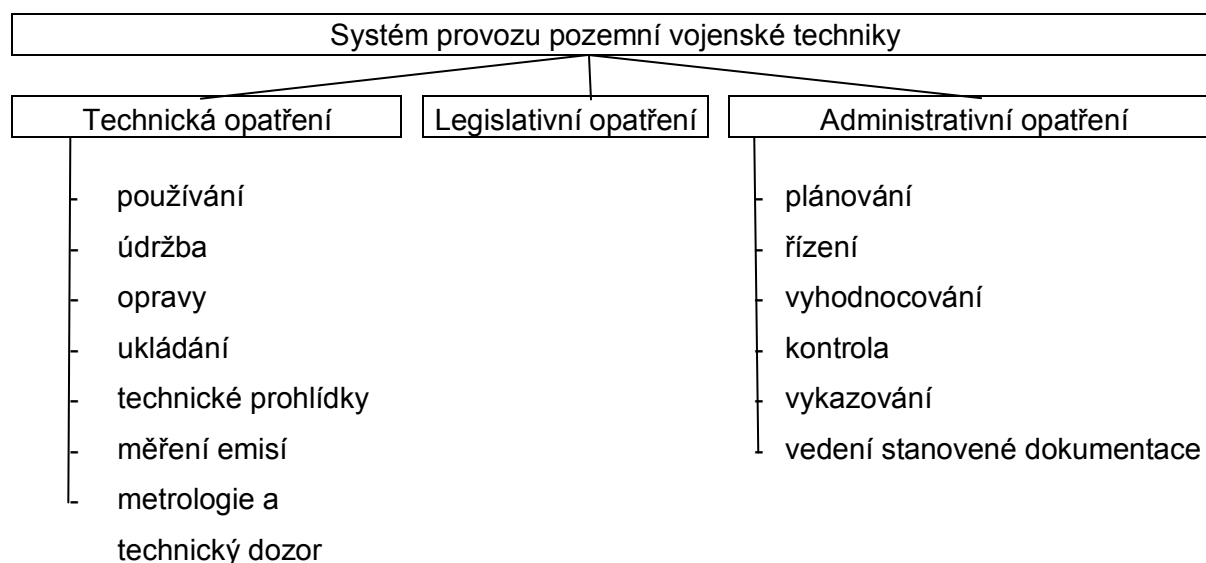 Systém provozu pozemní vojenské techniky
Technická opatření
Legislativní opatření
Administrativní opatření
- používání
- údržba
- opravy
- ukládání
- technické prohlídky
- měření emisí
- metrologie a
technický dozor
- plánování
- řízení
- vyhodnocování
- kontrola
- vykazování
- vedení stanovené dokumentace